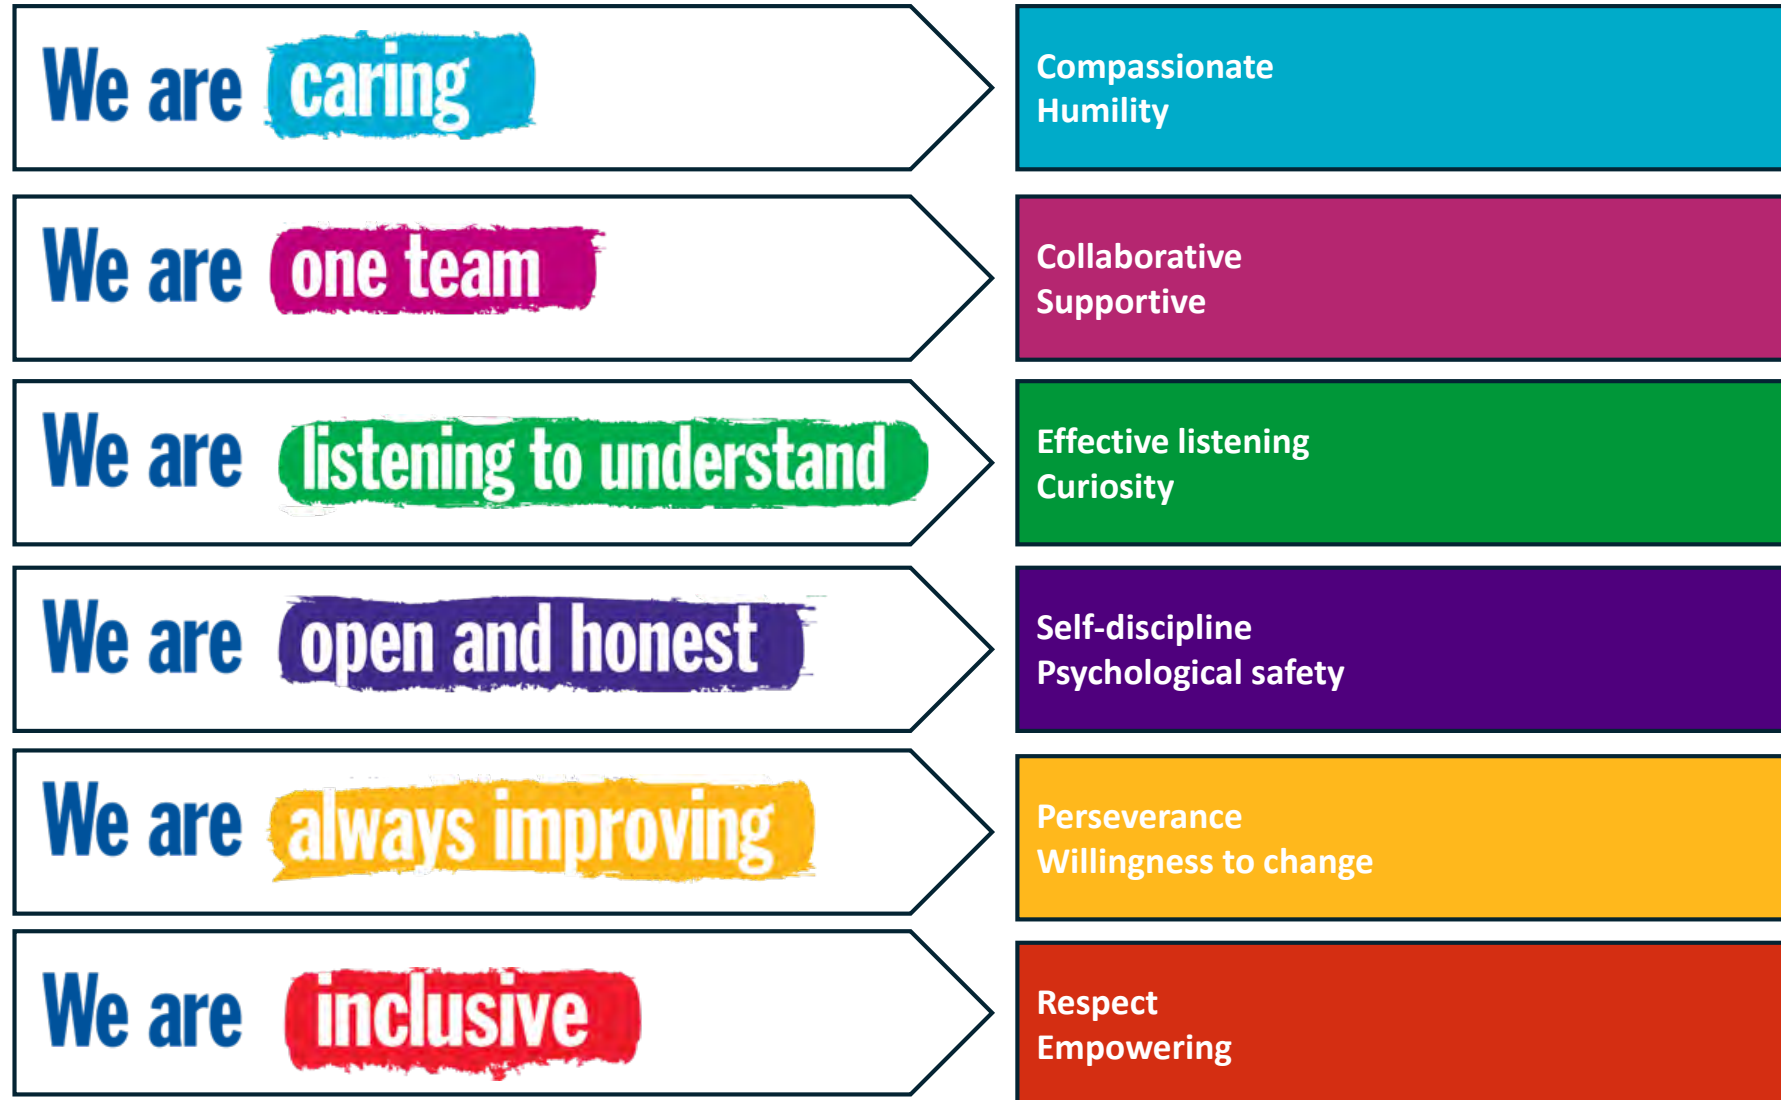 We are caring
Compassionate
Humility
We are one team
Collaborative
Supportive
We are listening to understand
Effective listening
Curiosity
We are open and honest
Self-discipline
Psychological safety
We are always improving
Perseverance
Willingness to change
We are inclusive
Respect
Empowering